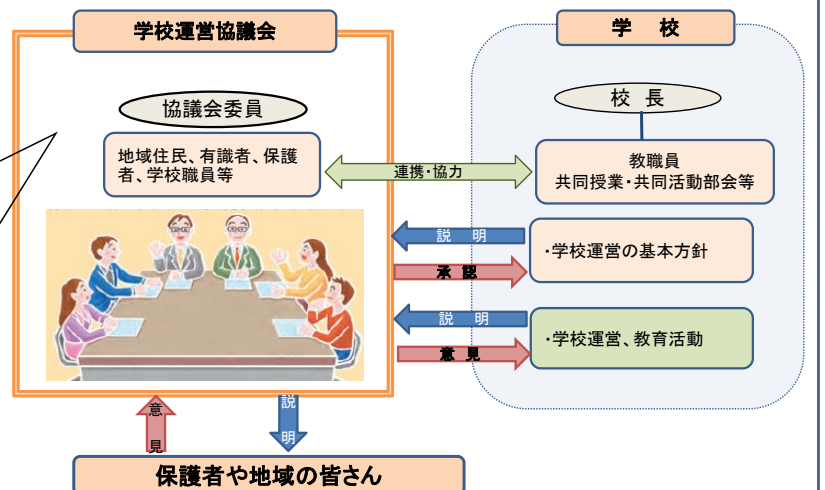 学校運営協議会
協議会委員
地域住民、有識者、保護
者、学校職員等
連携・協力
学　校
校　長
教職員
共同授業・共同活動部会等
説　明
承　認
・学校運営の基本方針
説　明
意　見
・学校運営、教育活動
意　見
説　明
保護者や地域の皆さん